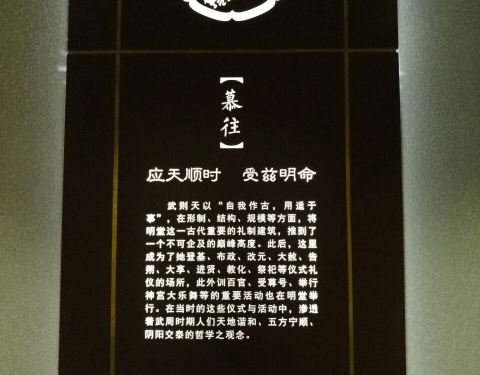 【慕往】
应天顺时　受兹明命
武则天以“自我作古，用适于
事”，在形制、结构、规模等方面，将
明堂这一古代重要的礼制建筑，推到了
一个不可企及的巅峰高度。此后，这里
成为了她登基、布政、改元、大赦、告
朔、大享、进贤、教化、祭祀等仪式礼
仪的场所，此外训百官、受尊号、举行
神宫大乐舞等的重要活动也在明堂举
行。在当时的这些仪式与活动中，渗透
着武周时期人们天地谐和、五方宁顺、
阴阳交泰的哲学之观念。